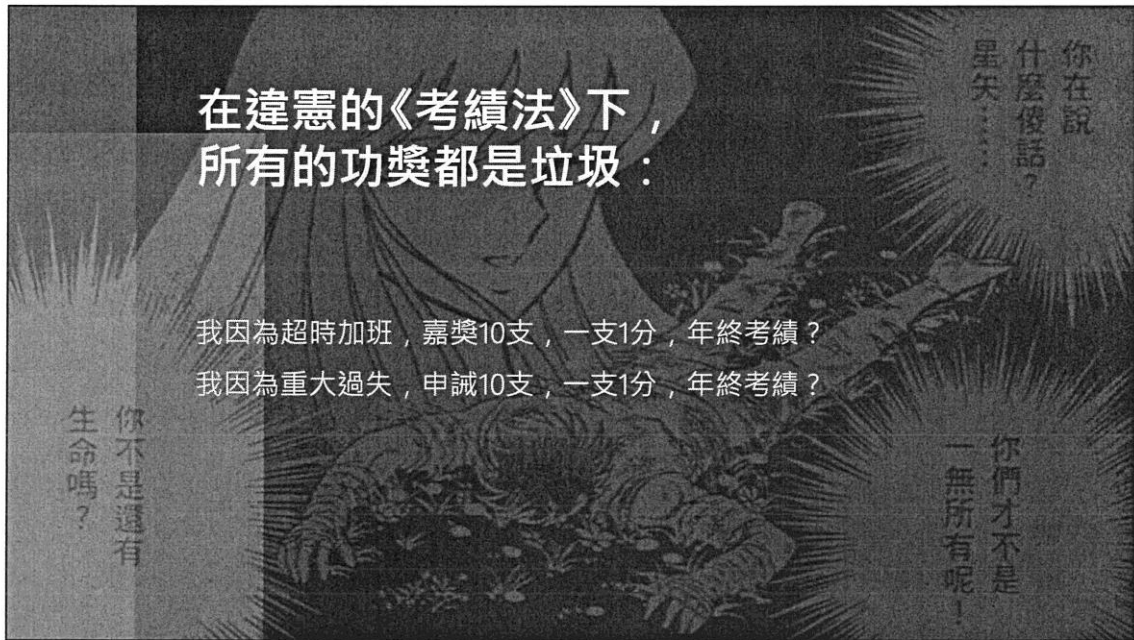 在違憲的《考績法》下，
所有的功獎都是垃圾：
我因為超時加班，嘉獎10支，一支1分，年終考績？
我因為重大過失，申誡10支，一支1分，年終考績？
你在說
什麼傻話？
星矢……
你們才不是
一無所有呢！
你不是還有
生命嗎？